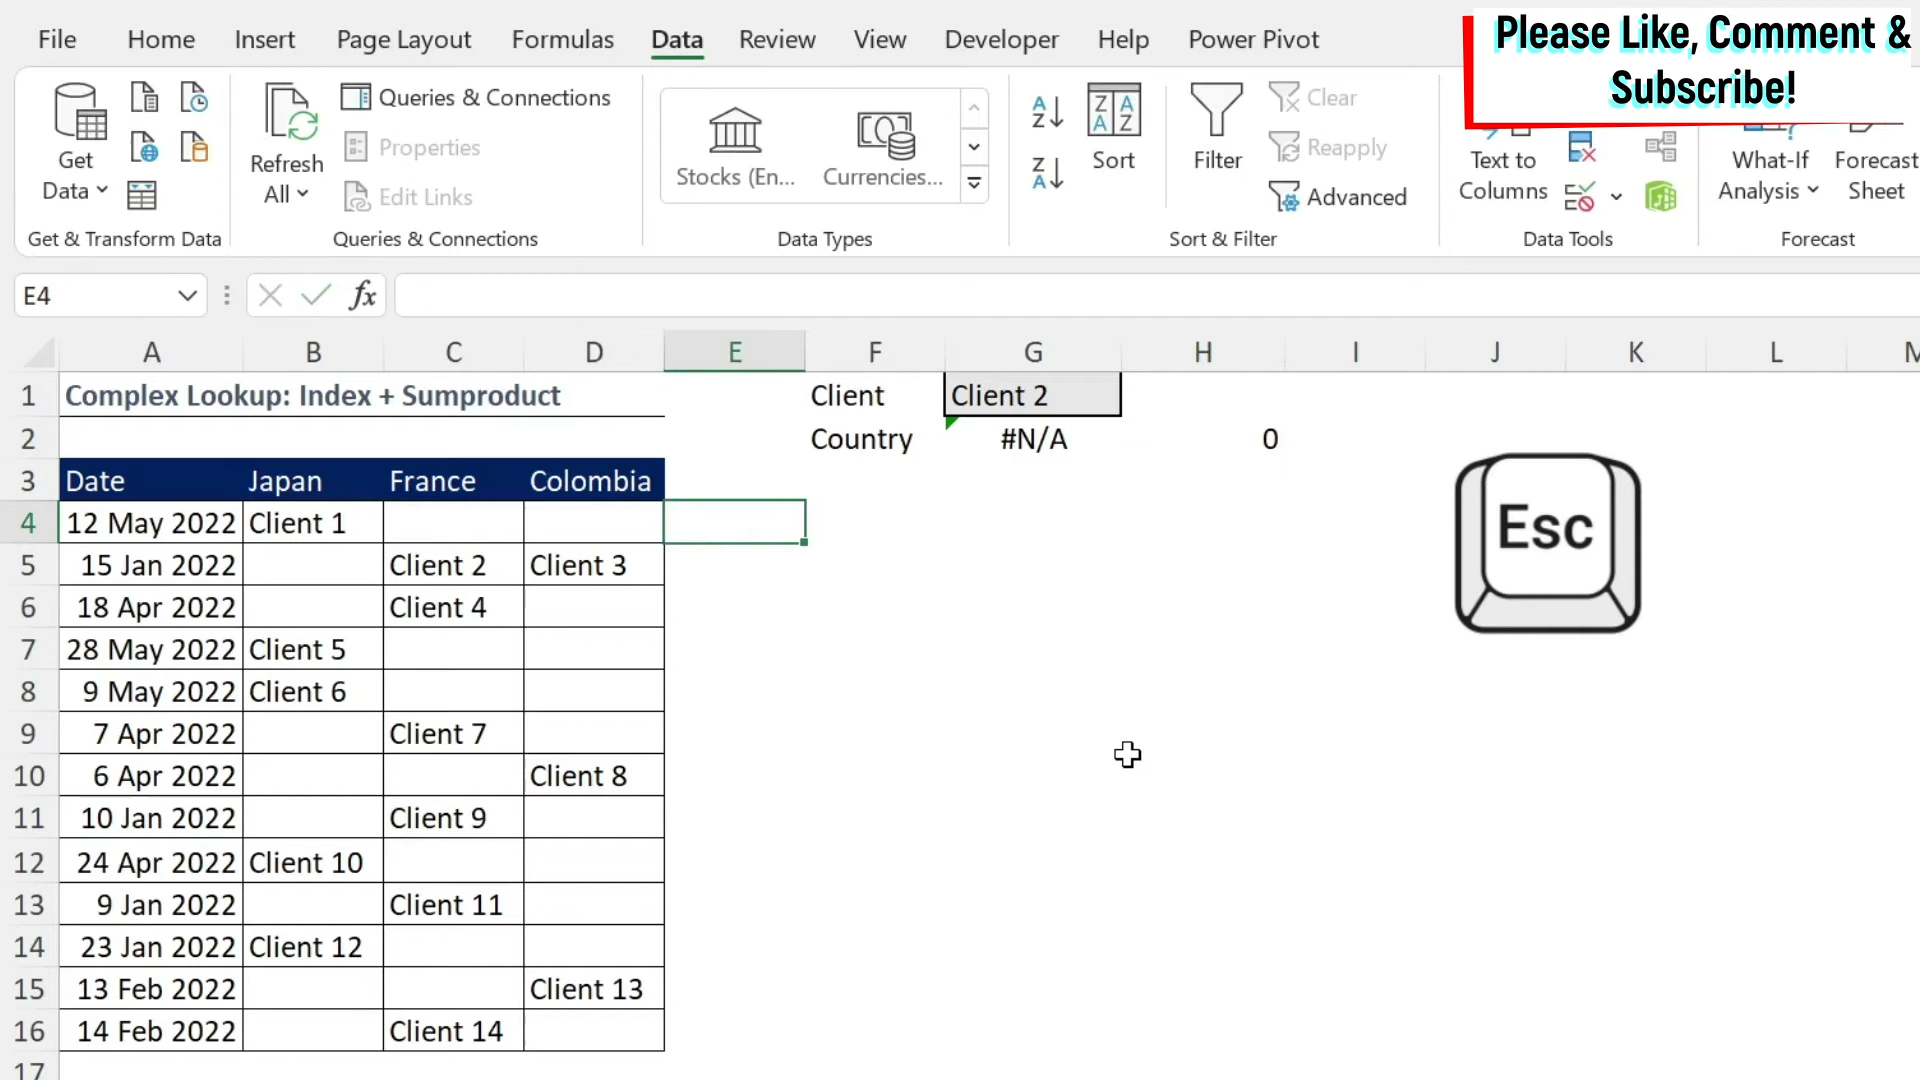 File Home Insert Page Layout Formulas Data Review View Developer Help Power Pivot
Please Like, Comment &
Subscribe!
Get
Data
Get & Transform Data
Refresh
All
Queries & Connections
Properties
Edit Links
Queries & Connections
Stocks (En... Currencies...
Data Types
A
Z
Z
A
Z A
A Z
Sort
Filter
Clear
Reapply
Advanced
Sort & Filter
Text to
Columns
Data Tools
What-If
Analysis
Forecast
Sheet
Forecast
E4 fx
A B C D E F G H I J K L M
1 Complex Lookup: Index + Sumproduct Client Client 2
2 Country #N/A 0
3 Date Japan France Colombia
4 12 May 2022 Client 1
5 15 Jan 2022 Client 2 Client 3
6 18 Apr 2022 Client 4
7 28 May 2022 Client 5
8 9 May 2022 Client 6
9 7 Apr 2022 Client 7
10 6 Apr 2022 Client 8
11 10 Jan 2022 Client 9
12 24 Apr 2022 Client 10
13 9 Jan 2022 Client 11
14 23 Jan 2022 Client 12
15 13 Feb 2022 Client 13
16 14 Feb 2022 Client 14
17
Esc